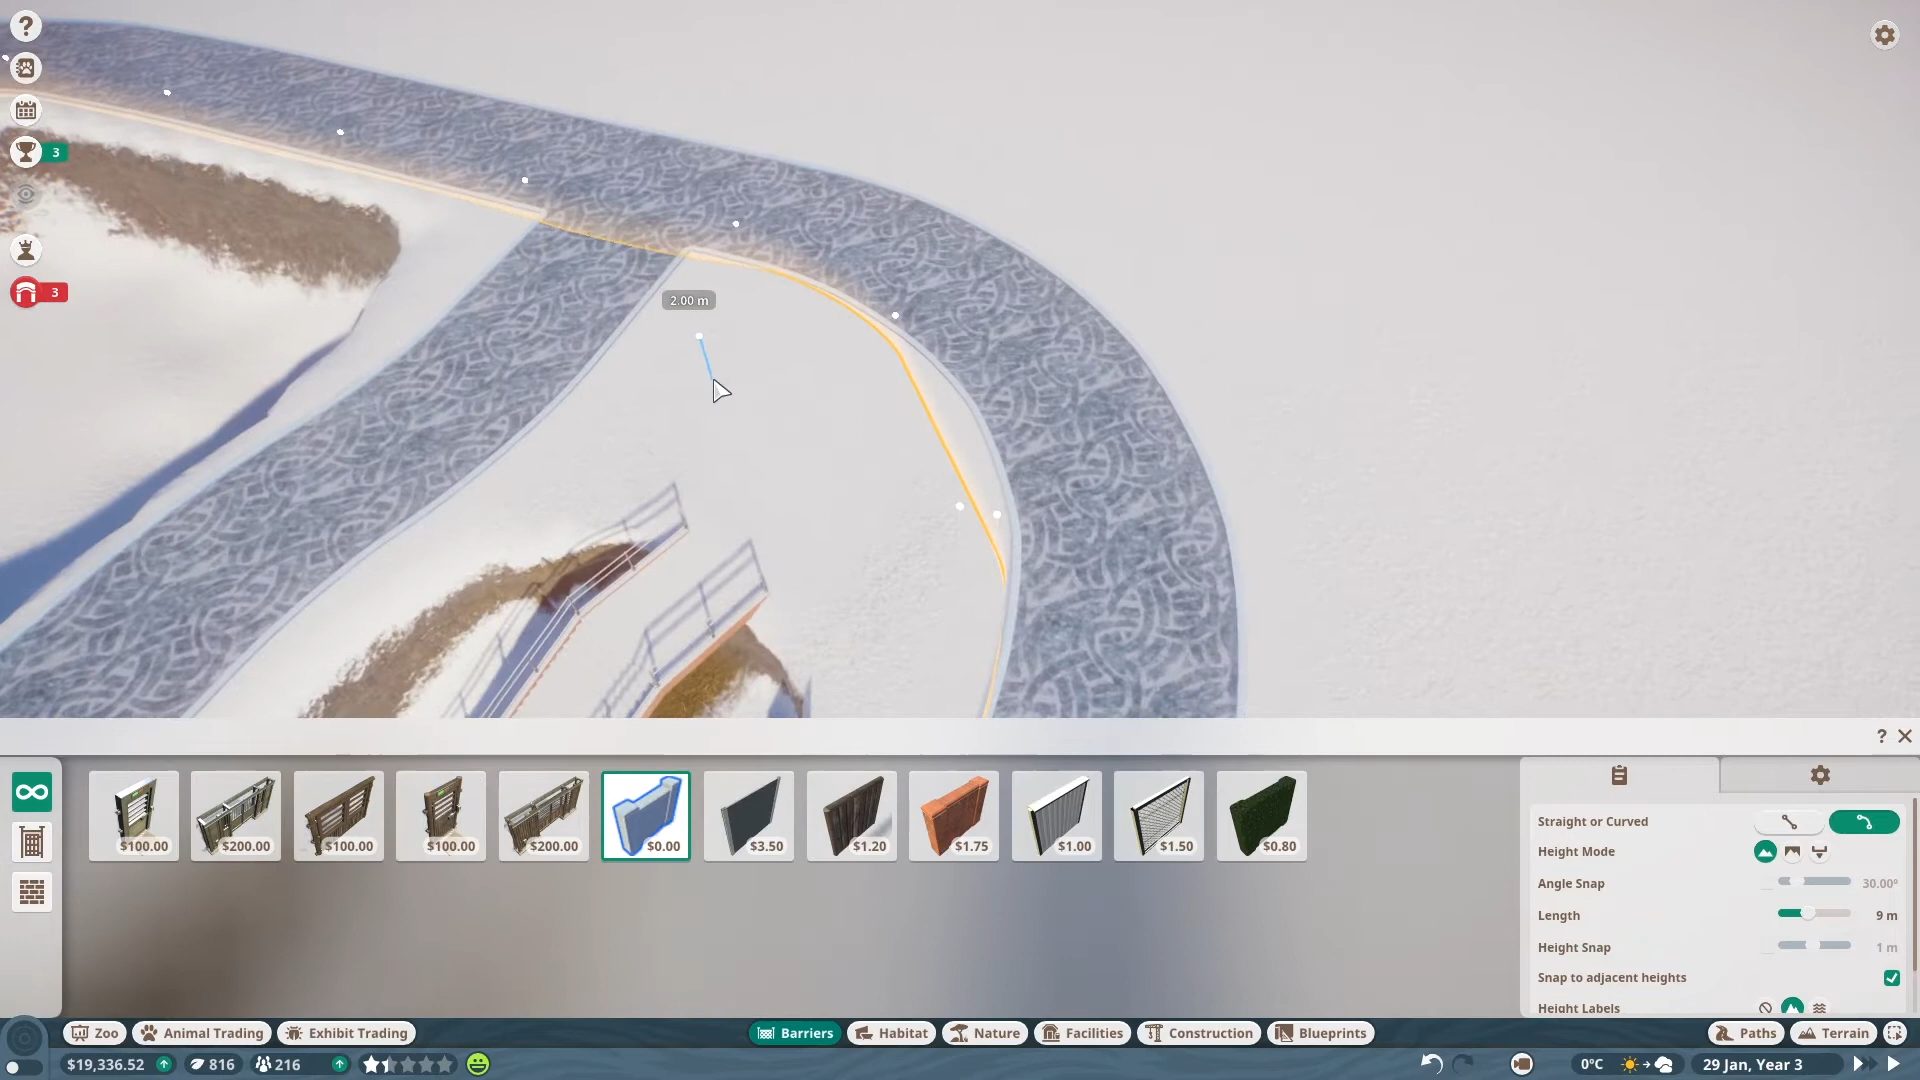 ?
3
3
2.00 m
?
$100.00
$200.00
$100.00
$100.00
$200.00
$0.00
$3.50
$1.20
$1.75
$1.00
$1.50
$0.80
Straight or Curved
Height Mode
Angle Snap 30.00°
Length 9 m
Height Snap 1 m
Snap to adjacent heights
Height Labels
Zoo Animal Trading Exhibit Trading Barriers Habitat Nature Facilities Construction Blueprints Paths Terrain
$19,336.52 816 216 0°C 29 Jan, Year 3